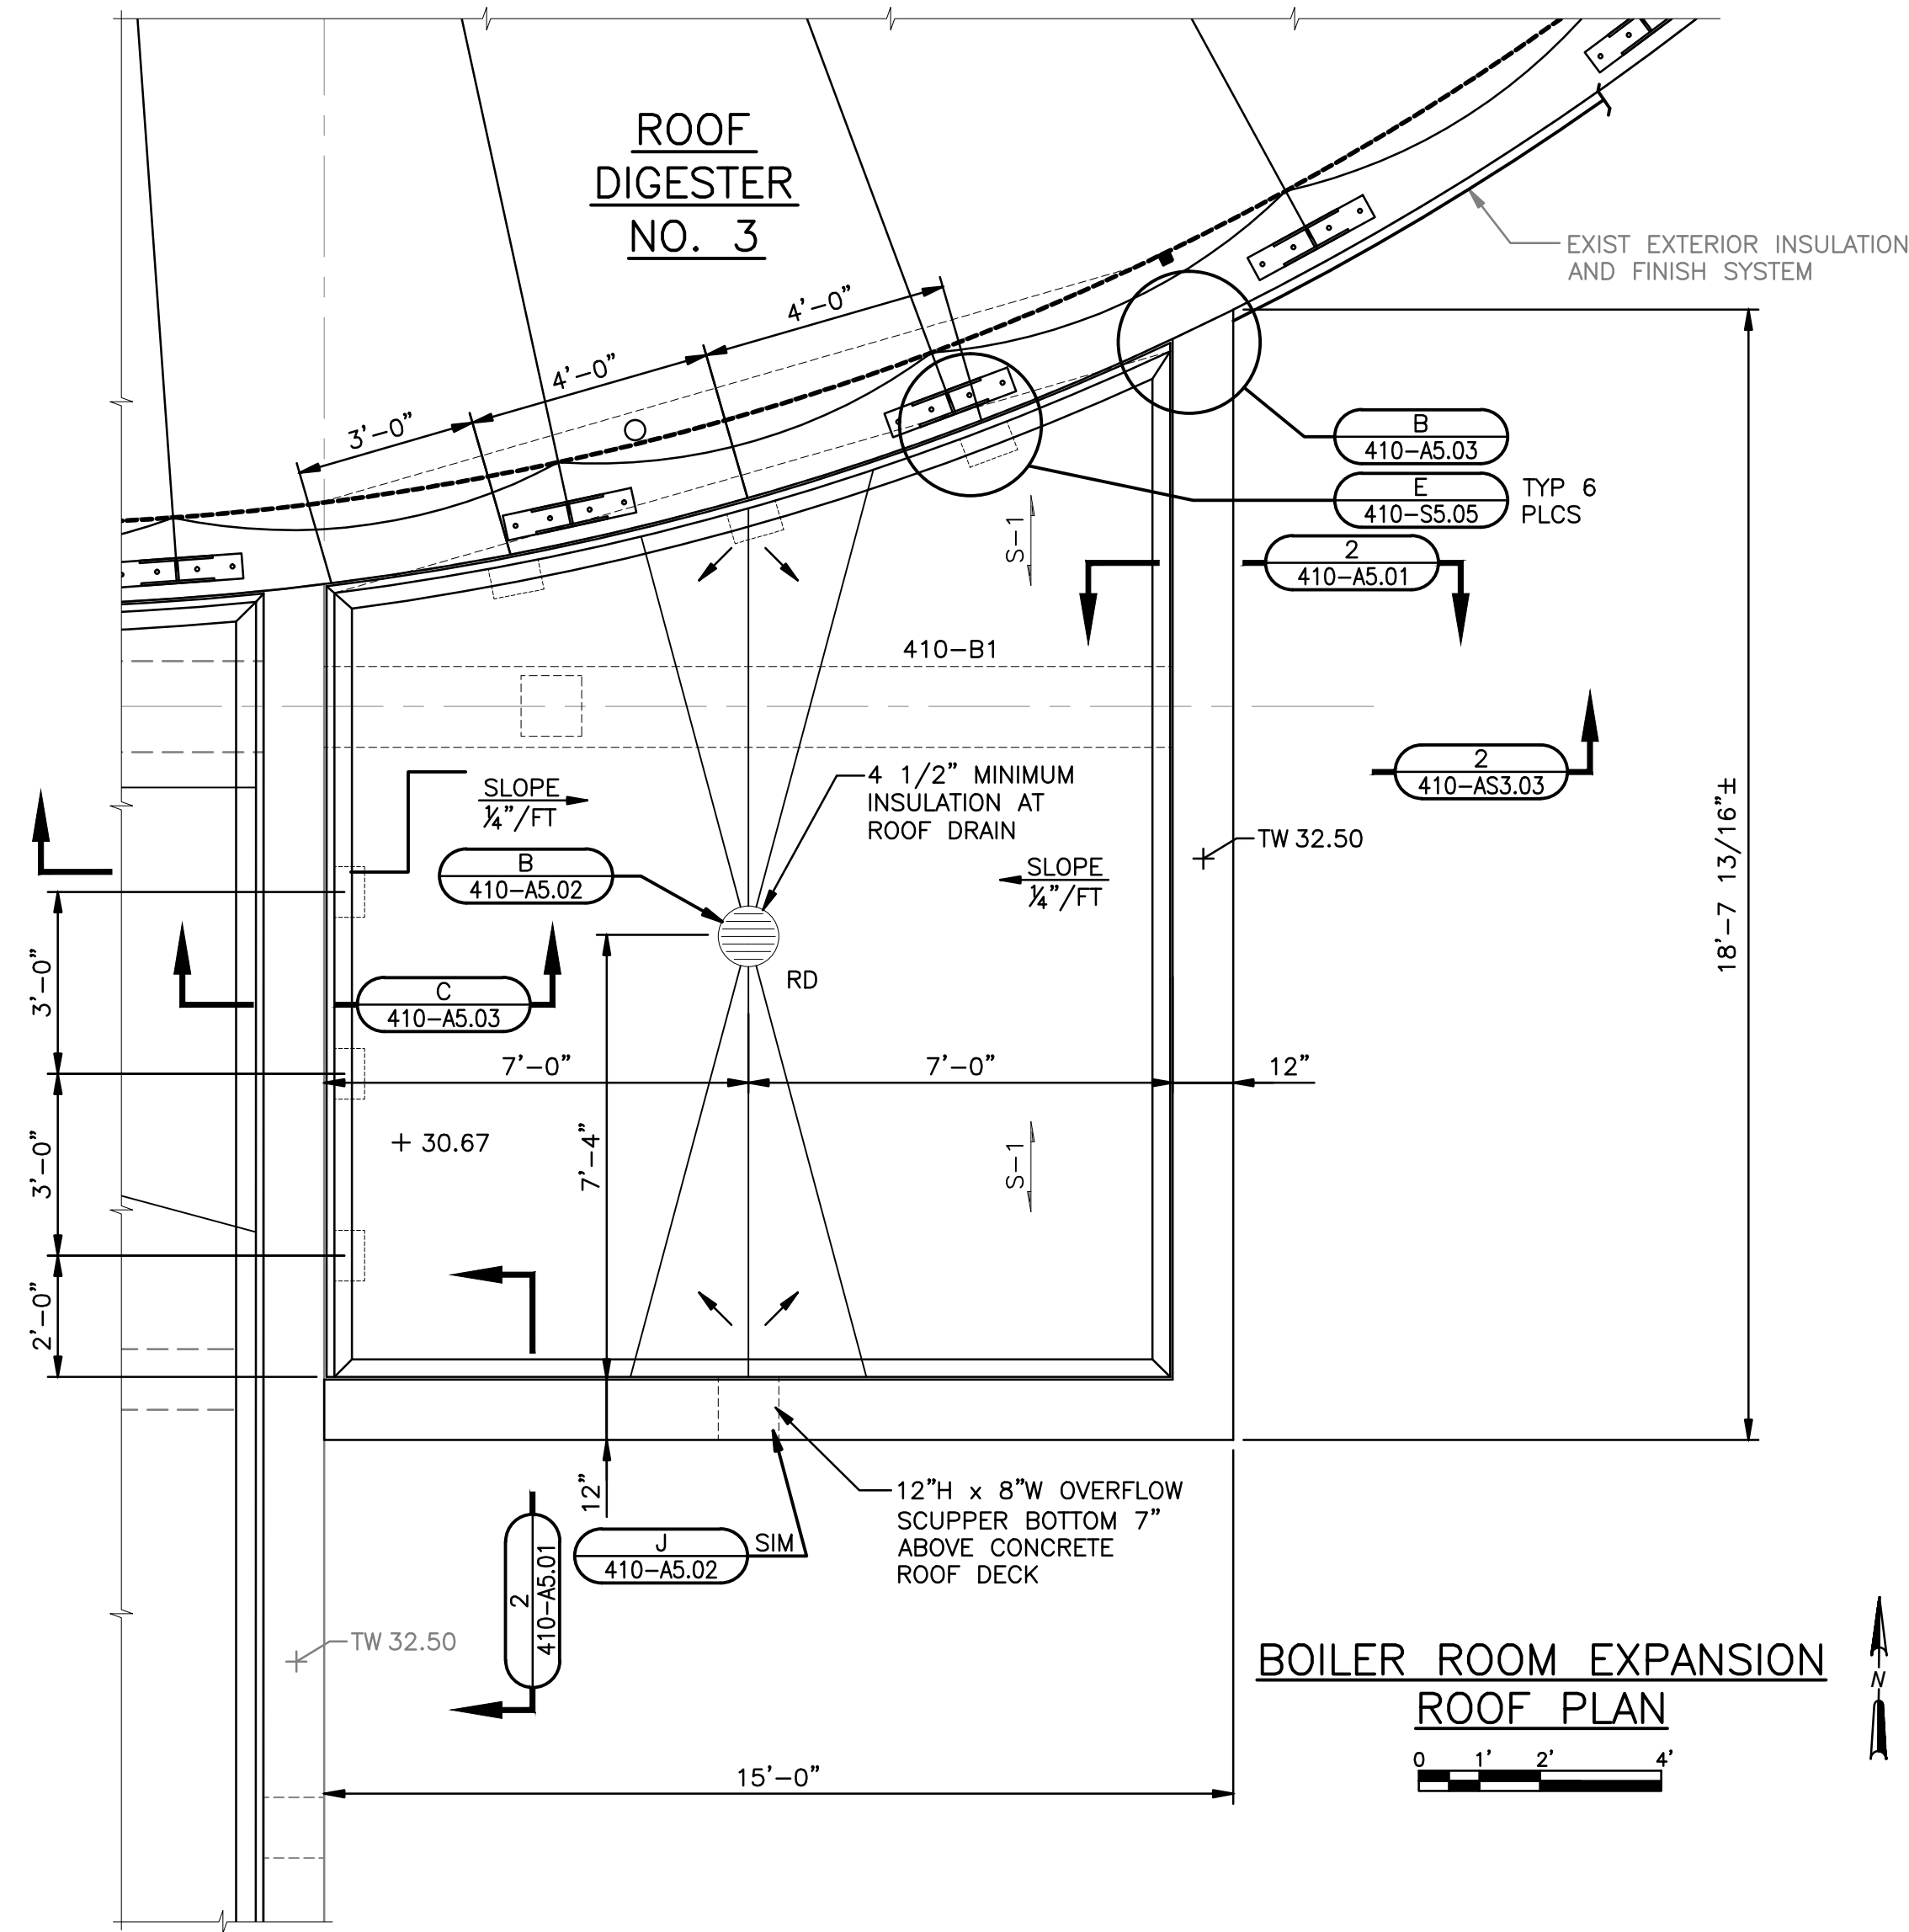 ROOF
DIGESTER
NO. 3
EXIST EXTERIOR INSULATION
AND FINISH SYSTEM
4'-0"
4'-0"
3'-0"
B
410-A5.03
E
410-S5.05
TYP 6
PLCS
2
410-A5.01
S-1
410-B1
2
410-AS3.03
SLOPE
¼"/FT
4 1/2" MINIMUM
INSULATION AT
ROOF DRAIN
TW 32.50
18'-7 13/16"±
B
410-A5.02
SLOPE
¼"/FT
RD
3'-0"
C
410-A5.03
7'-0"
7'-0"
12"
+ 30.67
7'-4"
S-1
3'-0"
2'-0"
12"
12"H x 8"W OVERFLOW
SCUPPER BOTTOM 7"
ABOVE CONCRETE
ROOF DECK
J
410-A5.02
SIM
2
410-A5.01
TW 32.50
BOILER ROOM EXPANSION
ROOF PLAN
N
0 1' 2' 4'
15'-0"